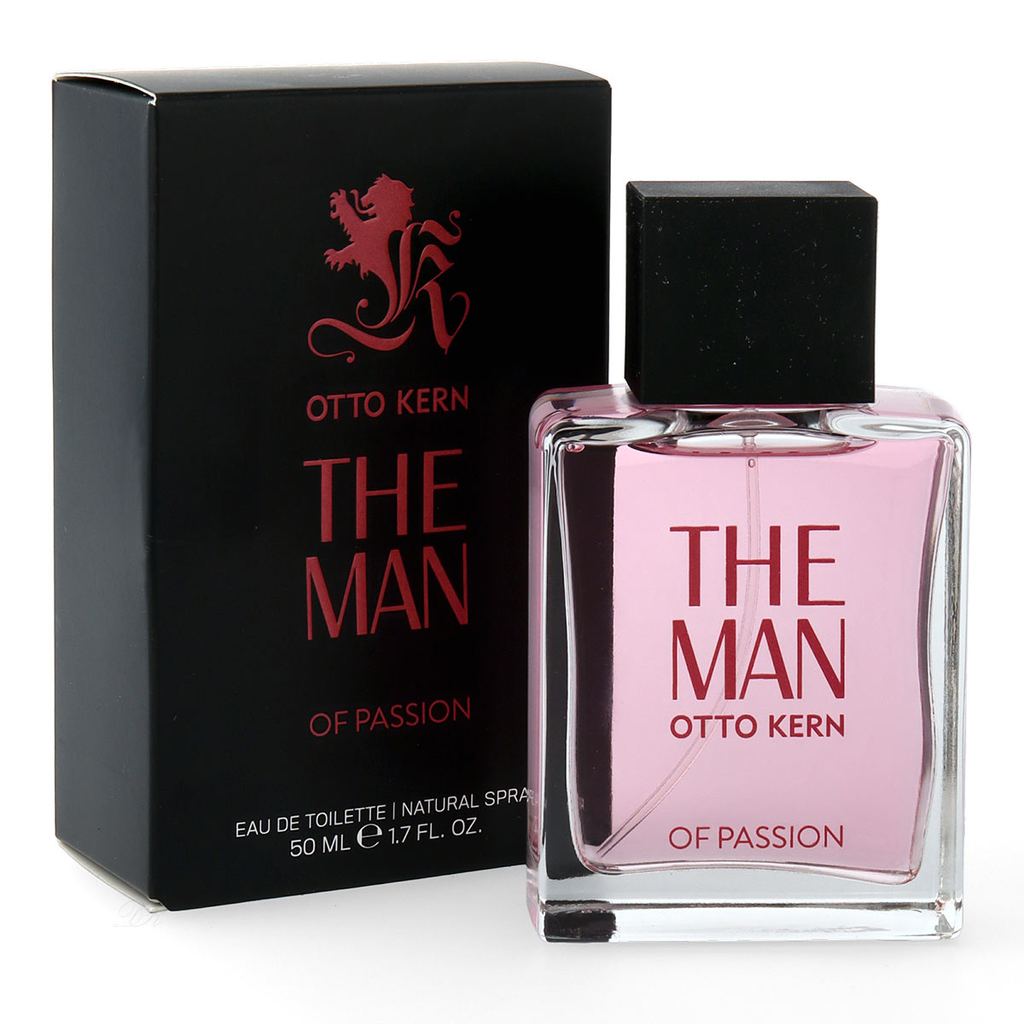 K
OTTO KERN
THE
MAN
OF PASSION
EAU DE TOILETTE | NATURAL SPRA
50 ML ℮ 1.7 FL. OZ.
THE
MAN
OTTO KERN
OF PASSION